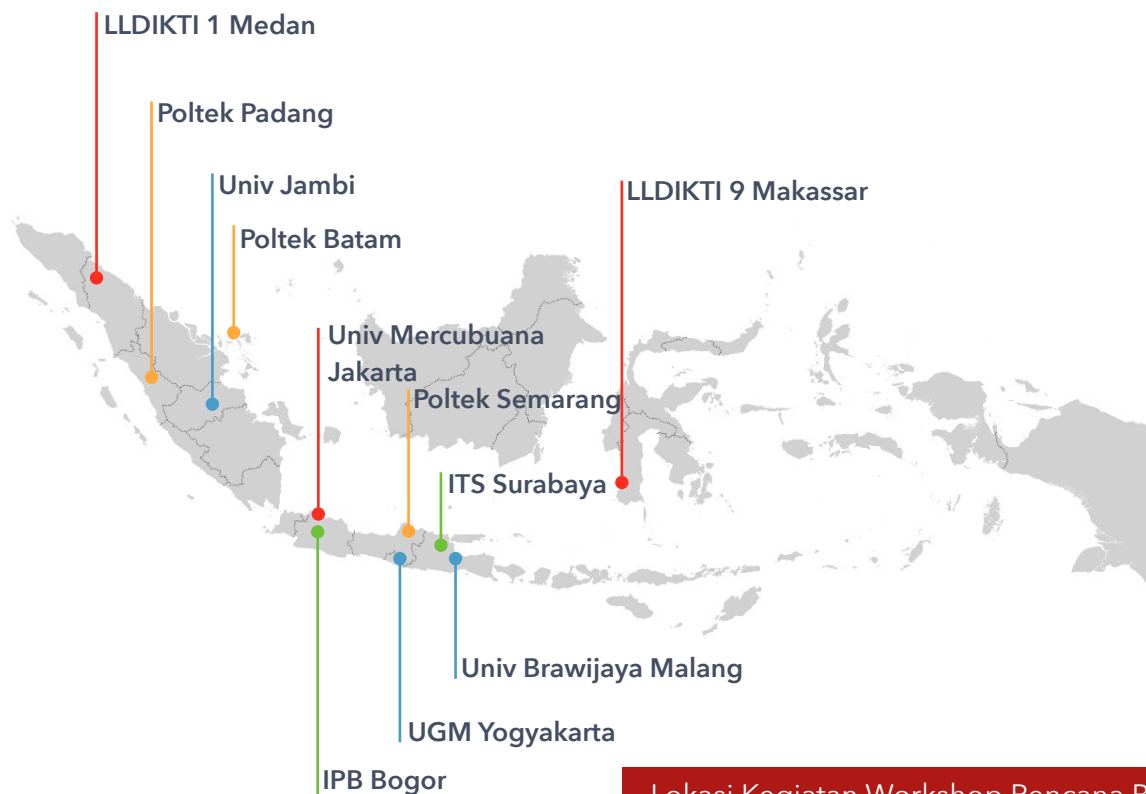 LLDIKTI 1 Medan
Poltek Padang
Univ Jambi
LLDIKTI 9 Makassar
Poltek Batam
Univ Mercubuana
Jakarta
Poltek Semarang
ITS Surabaya
Univ Brawijaya Malang
UGM Yogyakarta
IPB Bogor
Lokasi Kegiatan Workshop Rencana